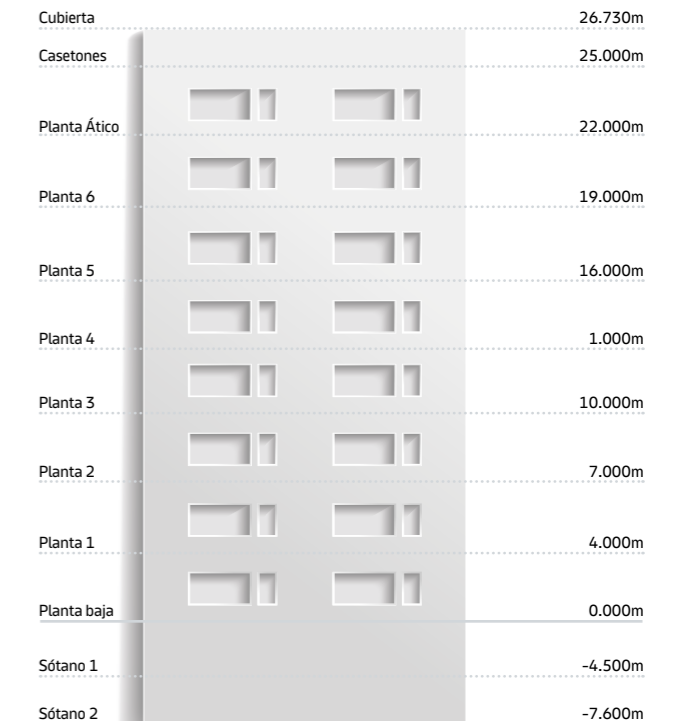 Cubierta 26.730m
Casetones 25.000m
Planta Ático 22.000m
Planta 6 19.000m
Planta 5 16.000m
Planta 4 1.000m
Planta 3 10.000m
Planta 2 7.000m
Planta 1 4.000m
Planta baja 0.000m
Sótano 1 -4.500m
Sótano 2 -7.600m